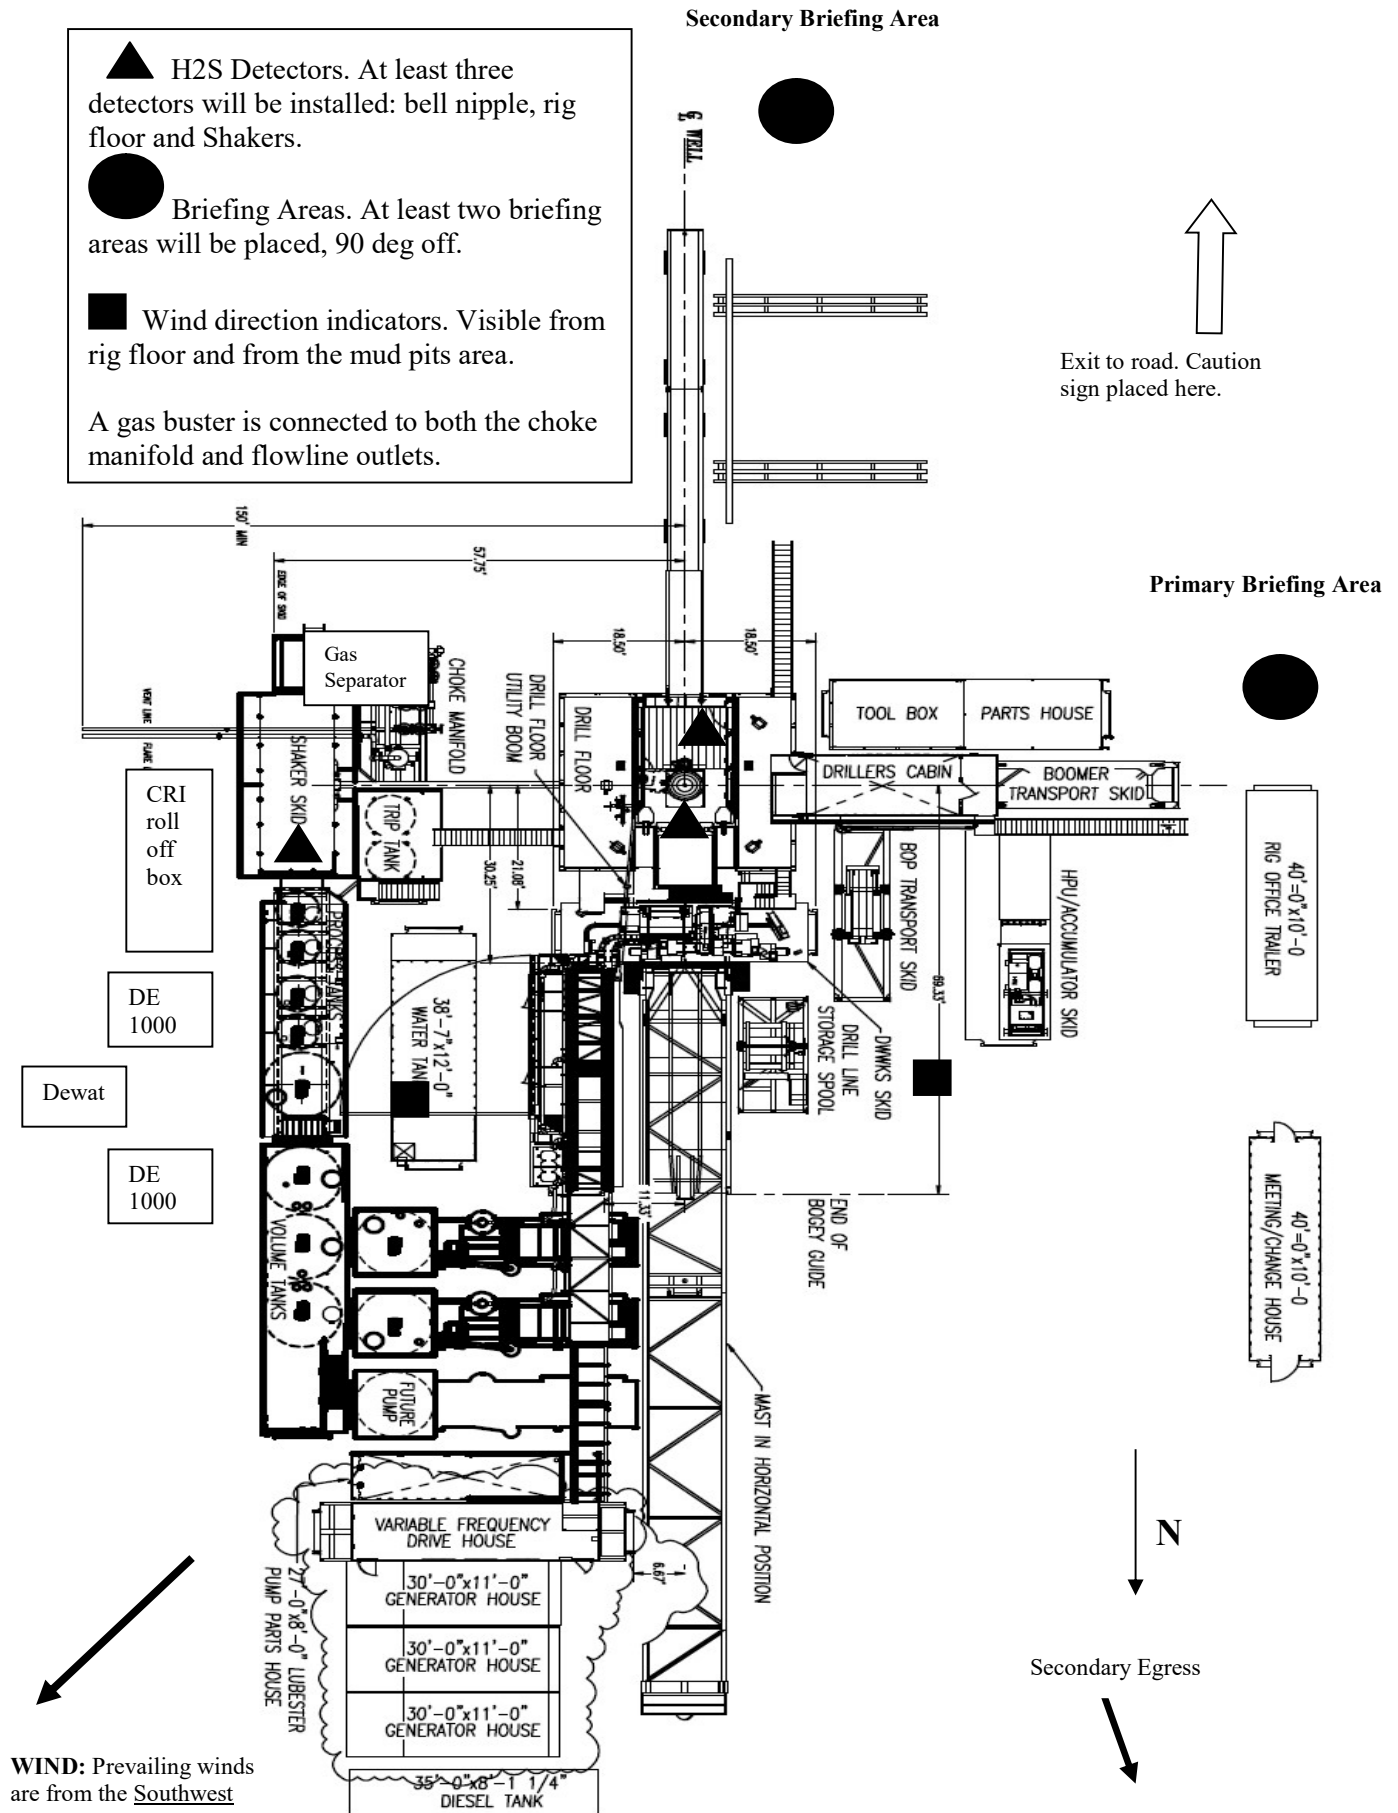 Secondary Briefing Area
H2S Detectors. At least three
detectors will be installed: bell nipple, rig
floor and Shakers.
Briefing Areas. At least two briefing
areas will be placed, 90 deg off.
Wind direction indicators. Visible from
rig floor and from the mud pits area.
A gas buster is connected to both the choke
manifold and flowline outlets.
WELL
Exit to road. Caution
sign placed here.
150' MIN
57.75'
EDGE OF SKID
Primary Briefing Area
18.50'
18.50'
Gas
Separator
CHOKE MANIFOLD
DRILL FLOOR
UTILITY BOOM
DRILL FLOOR
TOOL BOX
PARTS HOUSE
VENT LINE
FLARE
SHAKER SKID
DRILLERS CABIN
BOOMER
TRANSPORT SKID
CRI
roll
off
box
TRIP
TANK
30.25'
21.08'
BOP TRANSPORT SKID
HPU/ACCUMULATOR SKID
40'=0"x10'-0
RIG OFFICE TRAILER
PROCESS TANKS
DE
1000
38'-7"x12'-0"
WATER TANK
69.33'
DWWKS SKID
DRILL LINE
STORAGE SPOOL
Dewat
DE
1000
11.33'
END OF
BOGEY GUIDE
40'=0"x10'-0
MEETING/CHANGE HOUSE
VOLUME TANKS
FUTURE
PUMP
MAST IN HORIZONTAL POSITION
N
VARIABLE FREQUENCY
DRIVE HOUSE
6.67'
27'-0"x8'-0" LUBESTER
PUMP PARTS HOUSE
30'-0"x11'-0"
GENERATOR HOUSE
30'-0"x11'-0"
GENERATOR HOUSE
30'-0"x11'-0"
GENERATOR HOUSE
Secondary Egress
WIND: Prevailing winds
are from the Southwest
35'-0"x8'-1 1/4"
DIESEL TANK